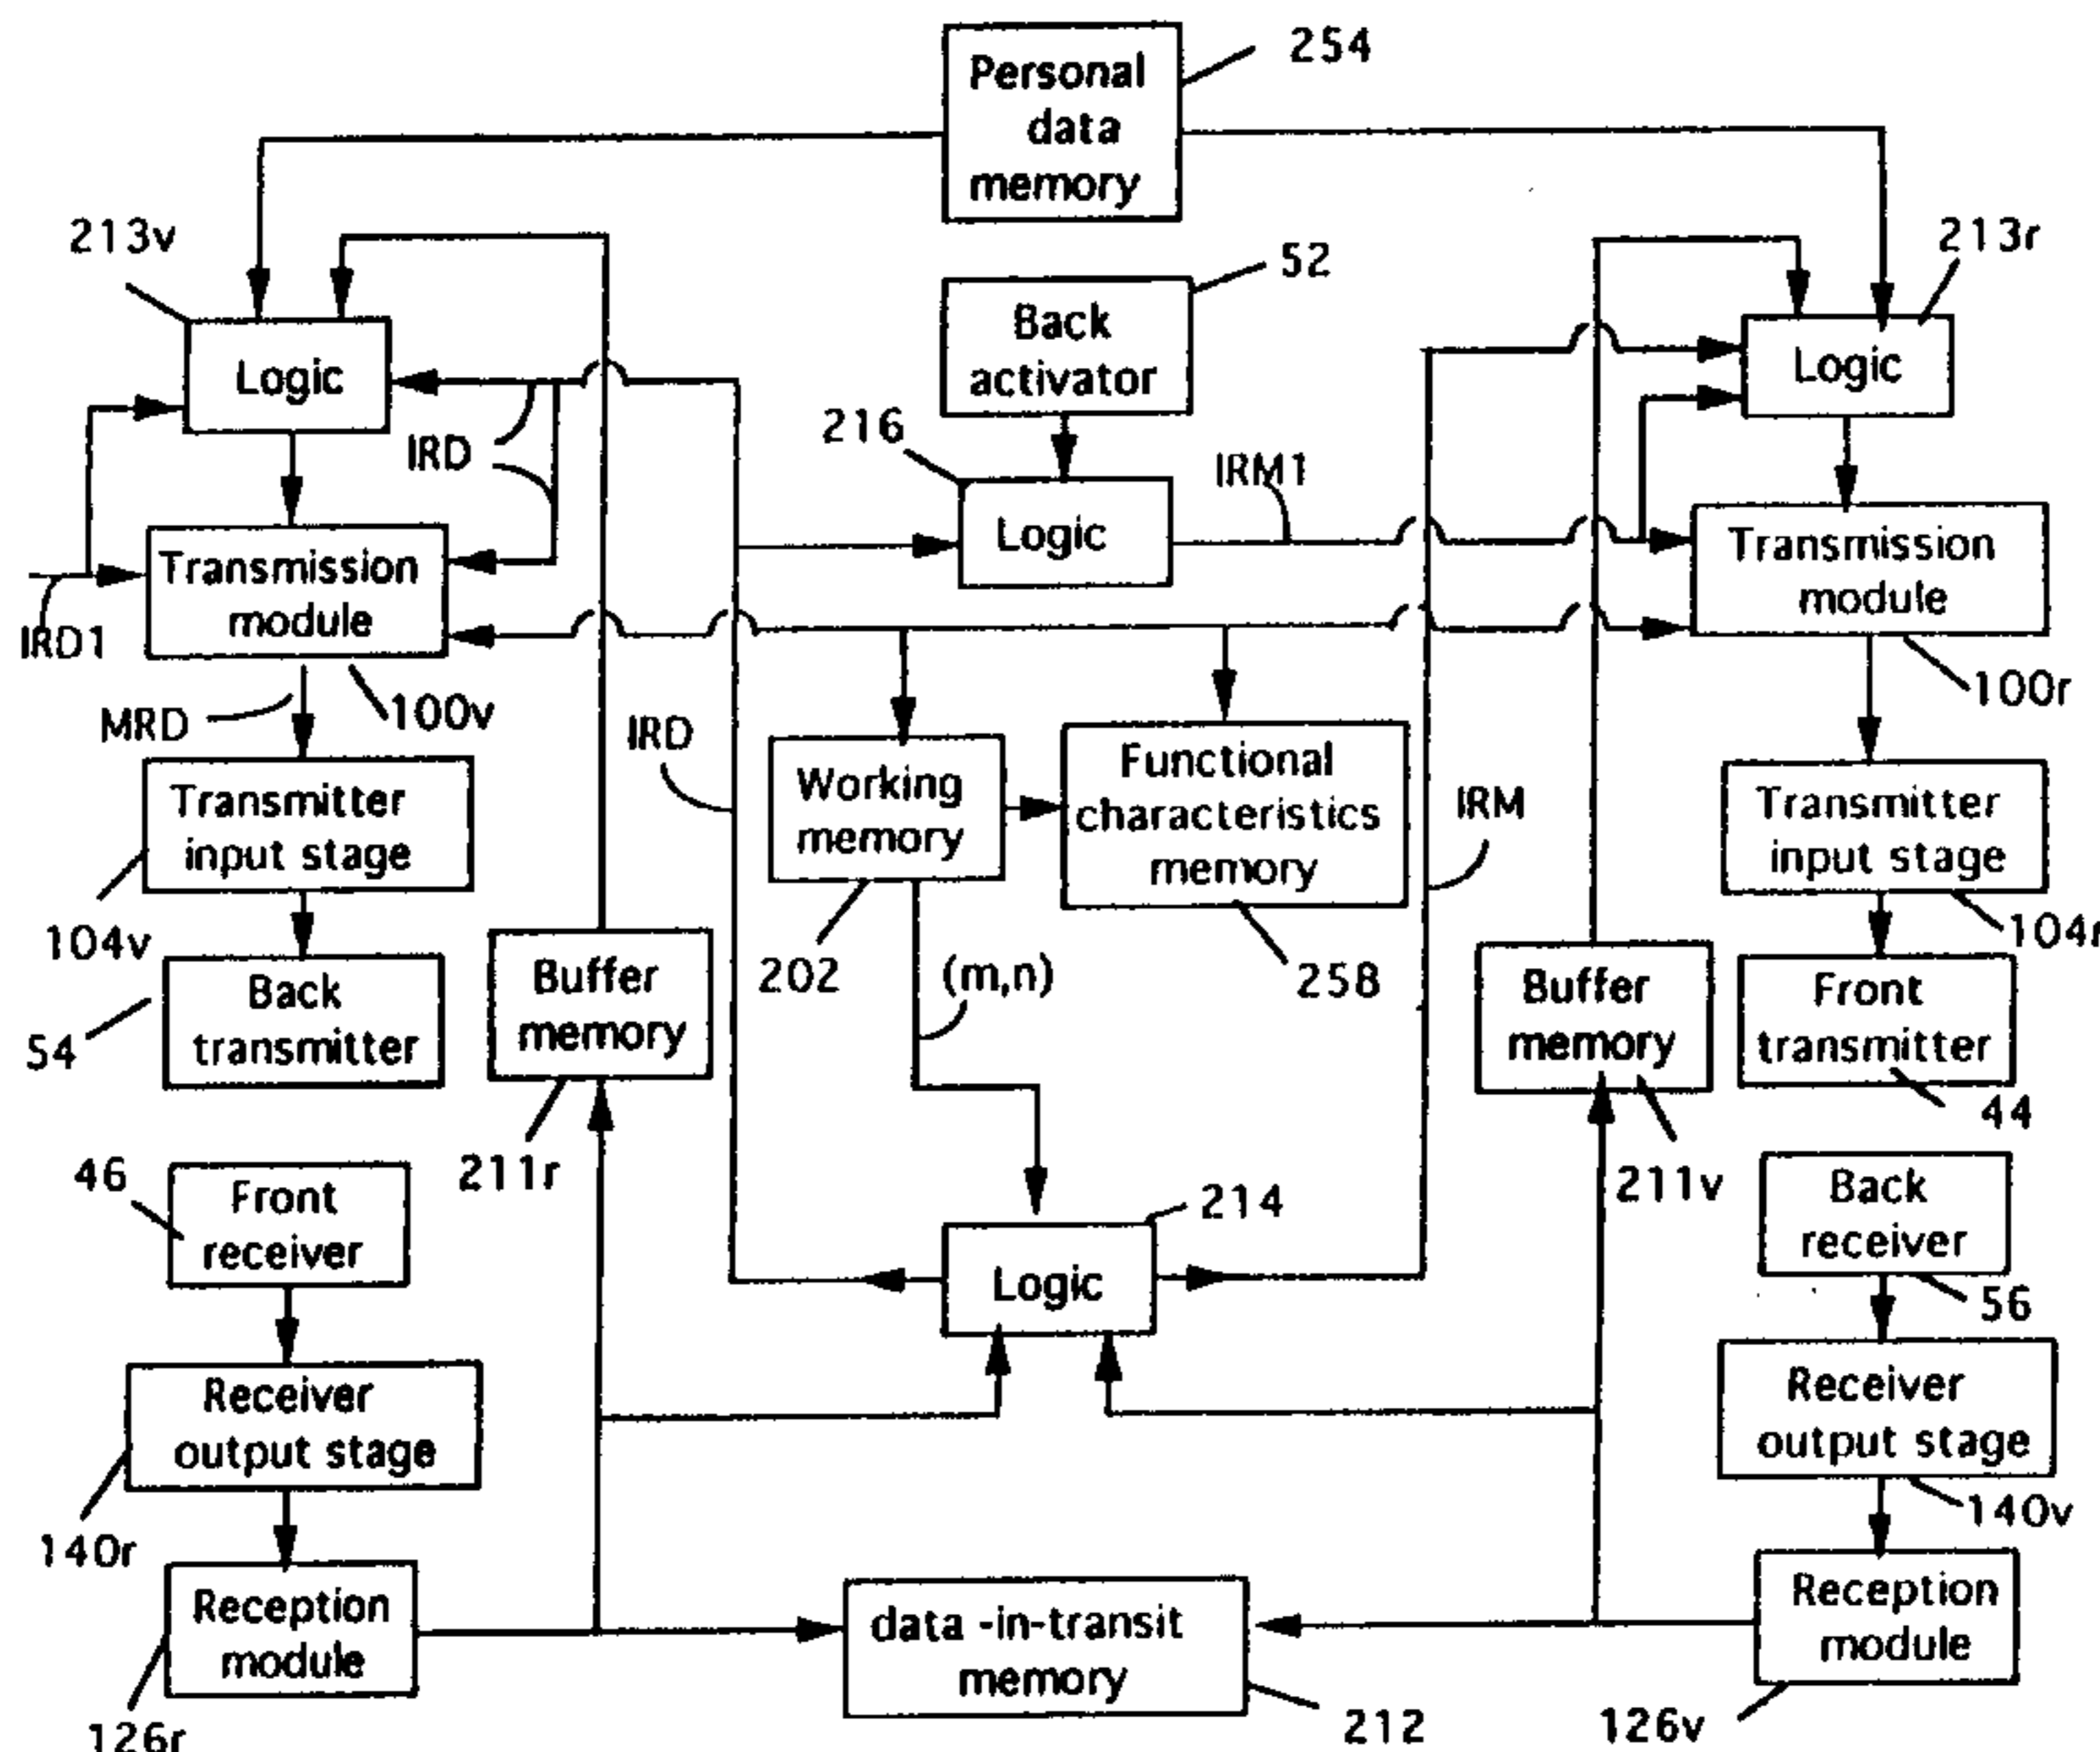 254
Personal
data
memory
213v
213r
52
Back
activator
Logic
Logic
IRD
216
IRM1
Logic
Transmission
module
Transmission
module
IRD1
100v
100r
MRD
IRD
Transmitter
input stage
Working
memory
Functional
characteristics
memory
IRM
Transmitter
input stage
104v
104r
202
(m,n)
258
Buffer
memory
Buffer
memory
Back
transmitter
Front
transmitter
54
44
211r
211v
46
Front
receiver
214
Logic
Back
receiver
56
Receiver
output stage
Receiver
output stage
140r
140v
Reception
module
data -in-transit
memory
Reception
module
126r
212
126v